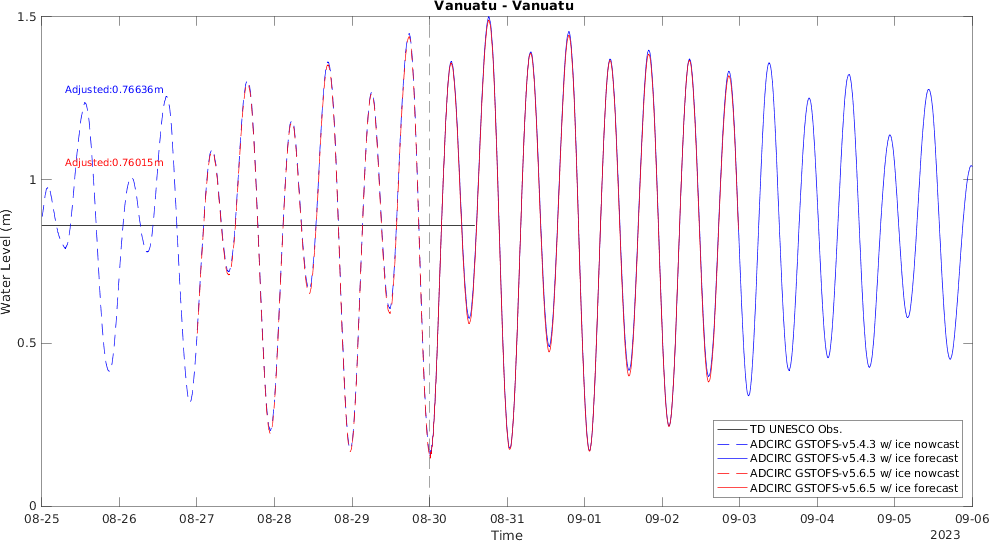 Vanuatu - Vanuatu
1.5
Adjusted:0.76636m
Adjusted:0.76015m
1
Water Level (m)
0.5
TD UNESCO Obs.
ADCIRC GSTOFS-v5.4.3 w/ ice nowcast
ADCIRC GSTOFS-v5.4.3 w/ ice forecast
ADCIRC GSTOFS-v5.6.5 w/ ice nowcast
ADCIRC GSTOFS-v5.6.5 w/ ice forecast
0
08-25 08-26 08-27 08-28 08-29 08-30 08-31 09-01 09-02 09-03 09-04 09-05 09-06
Time
2023